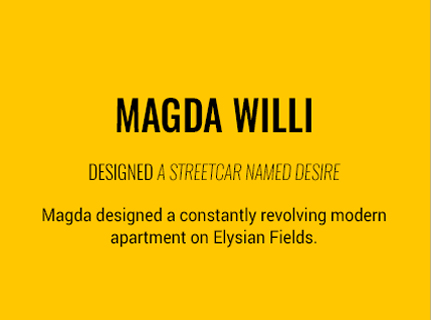 MAGDA WILLI
DESIGNED A STREETCAR NAMED DESIRE
Magda designed a constantly revolving modern
apartment on Elysian Fields.